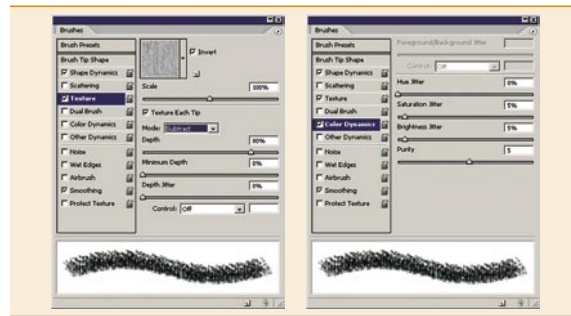 Brushes
Brush Presets
Brush Tip Shape
Shape Dynamics
Scattering
Texture
Dual Brush
Color Dynamics
Other Dynamics
Noise
Wet Edges
Airbrush
Smoothing
Protect Texture
Invert
Scale 100%
Texture Each Tip
Mode: Subtract
Depth 90%
Minimum Depth 0%
Depth Jitter 0%
Control: Off
Brushes
Brush Presets
Brush Tip Shape
Shape Dynamics
Scattering
Texture
Dual Brush
Color Dynamics
Other Dynamics
Noise
Wet Edges
Airbrush
Smoothing
Protect Texture
Foreground/Background Jitter
Control: Off
Hue Jitter 0%
Saturation Jitter 5%
Brightness Jitter 5%
Purity 5